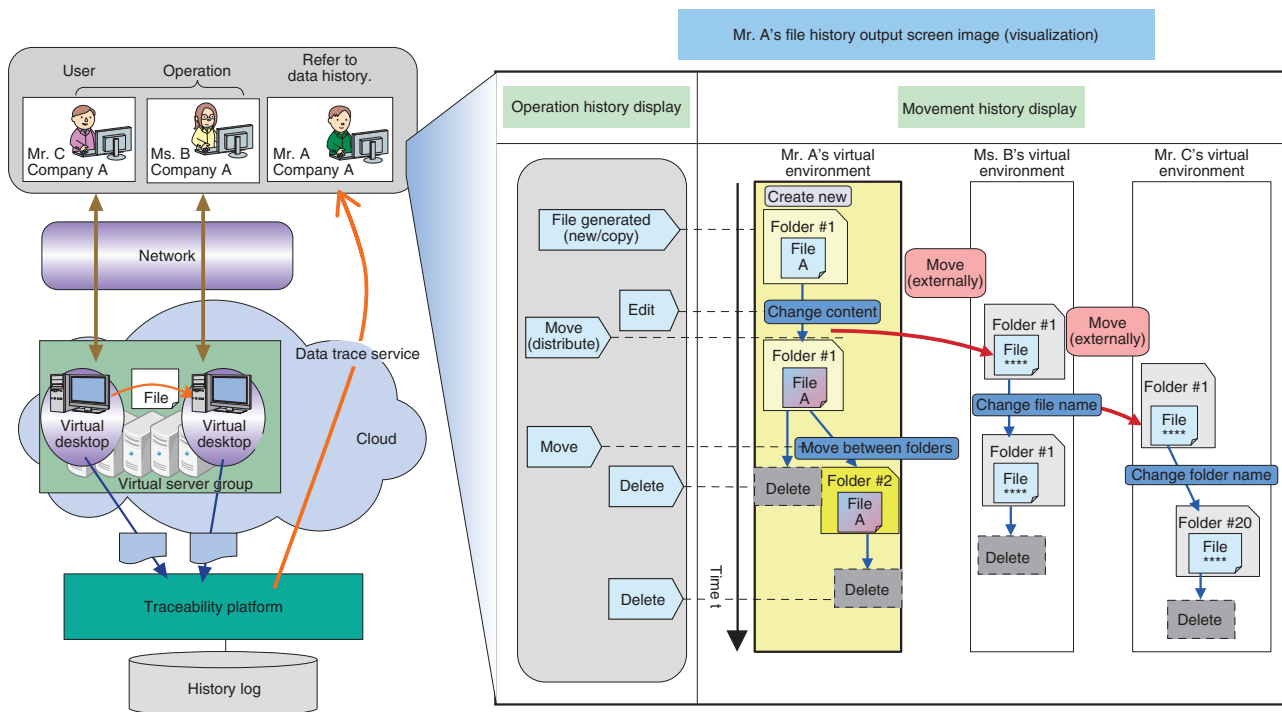 Mr. A's file history output screen image (visualization)
User
Operation
Refer to
data history.
Mr. C
Company A
Ms. B
Company A
Mr. A
Company A
Network
Data trace service
File
Virtual
desktop
Virtual
desktop
Cloud
Virtual server group
Traceability platform
History log
Operation history display
Movement history display
Mr. A's virtual
environment
Ms. B's virtual
environment
Mr. C's virtual
environment
File generated
(new/copy)
Edit
Move
(distribute)
Move
Delete
Delete
Time t
Create new
Folder #1
File
A
Change content
Folder #1
File
A
Move between folders
Delete
Folder #2
File
A
Delete
Move
(externally)
Folder #1
File
****
Change file name
Folder #1
File
****
Delete
Move
(externally)
Folder #1
File
****
Change folder name
Folder #20
File
****
Delete